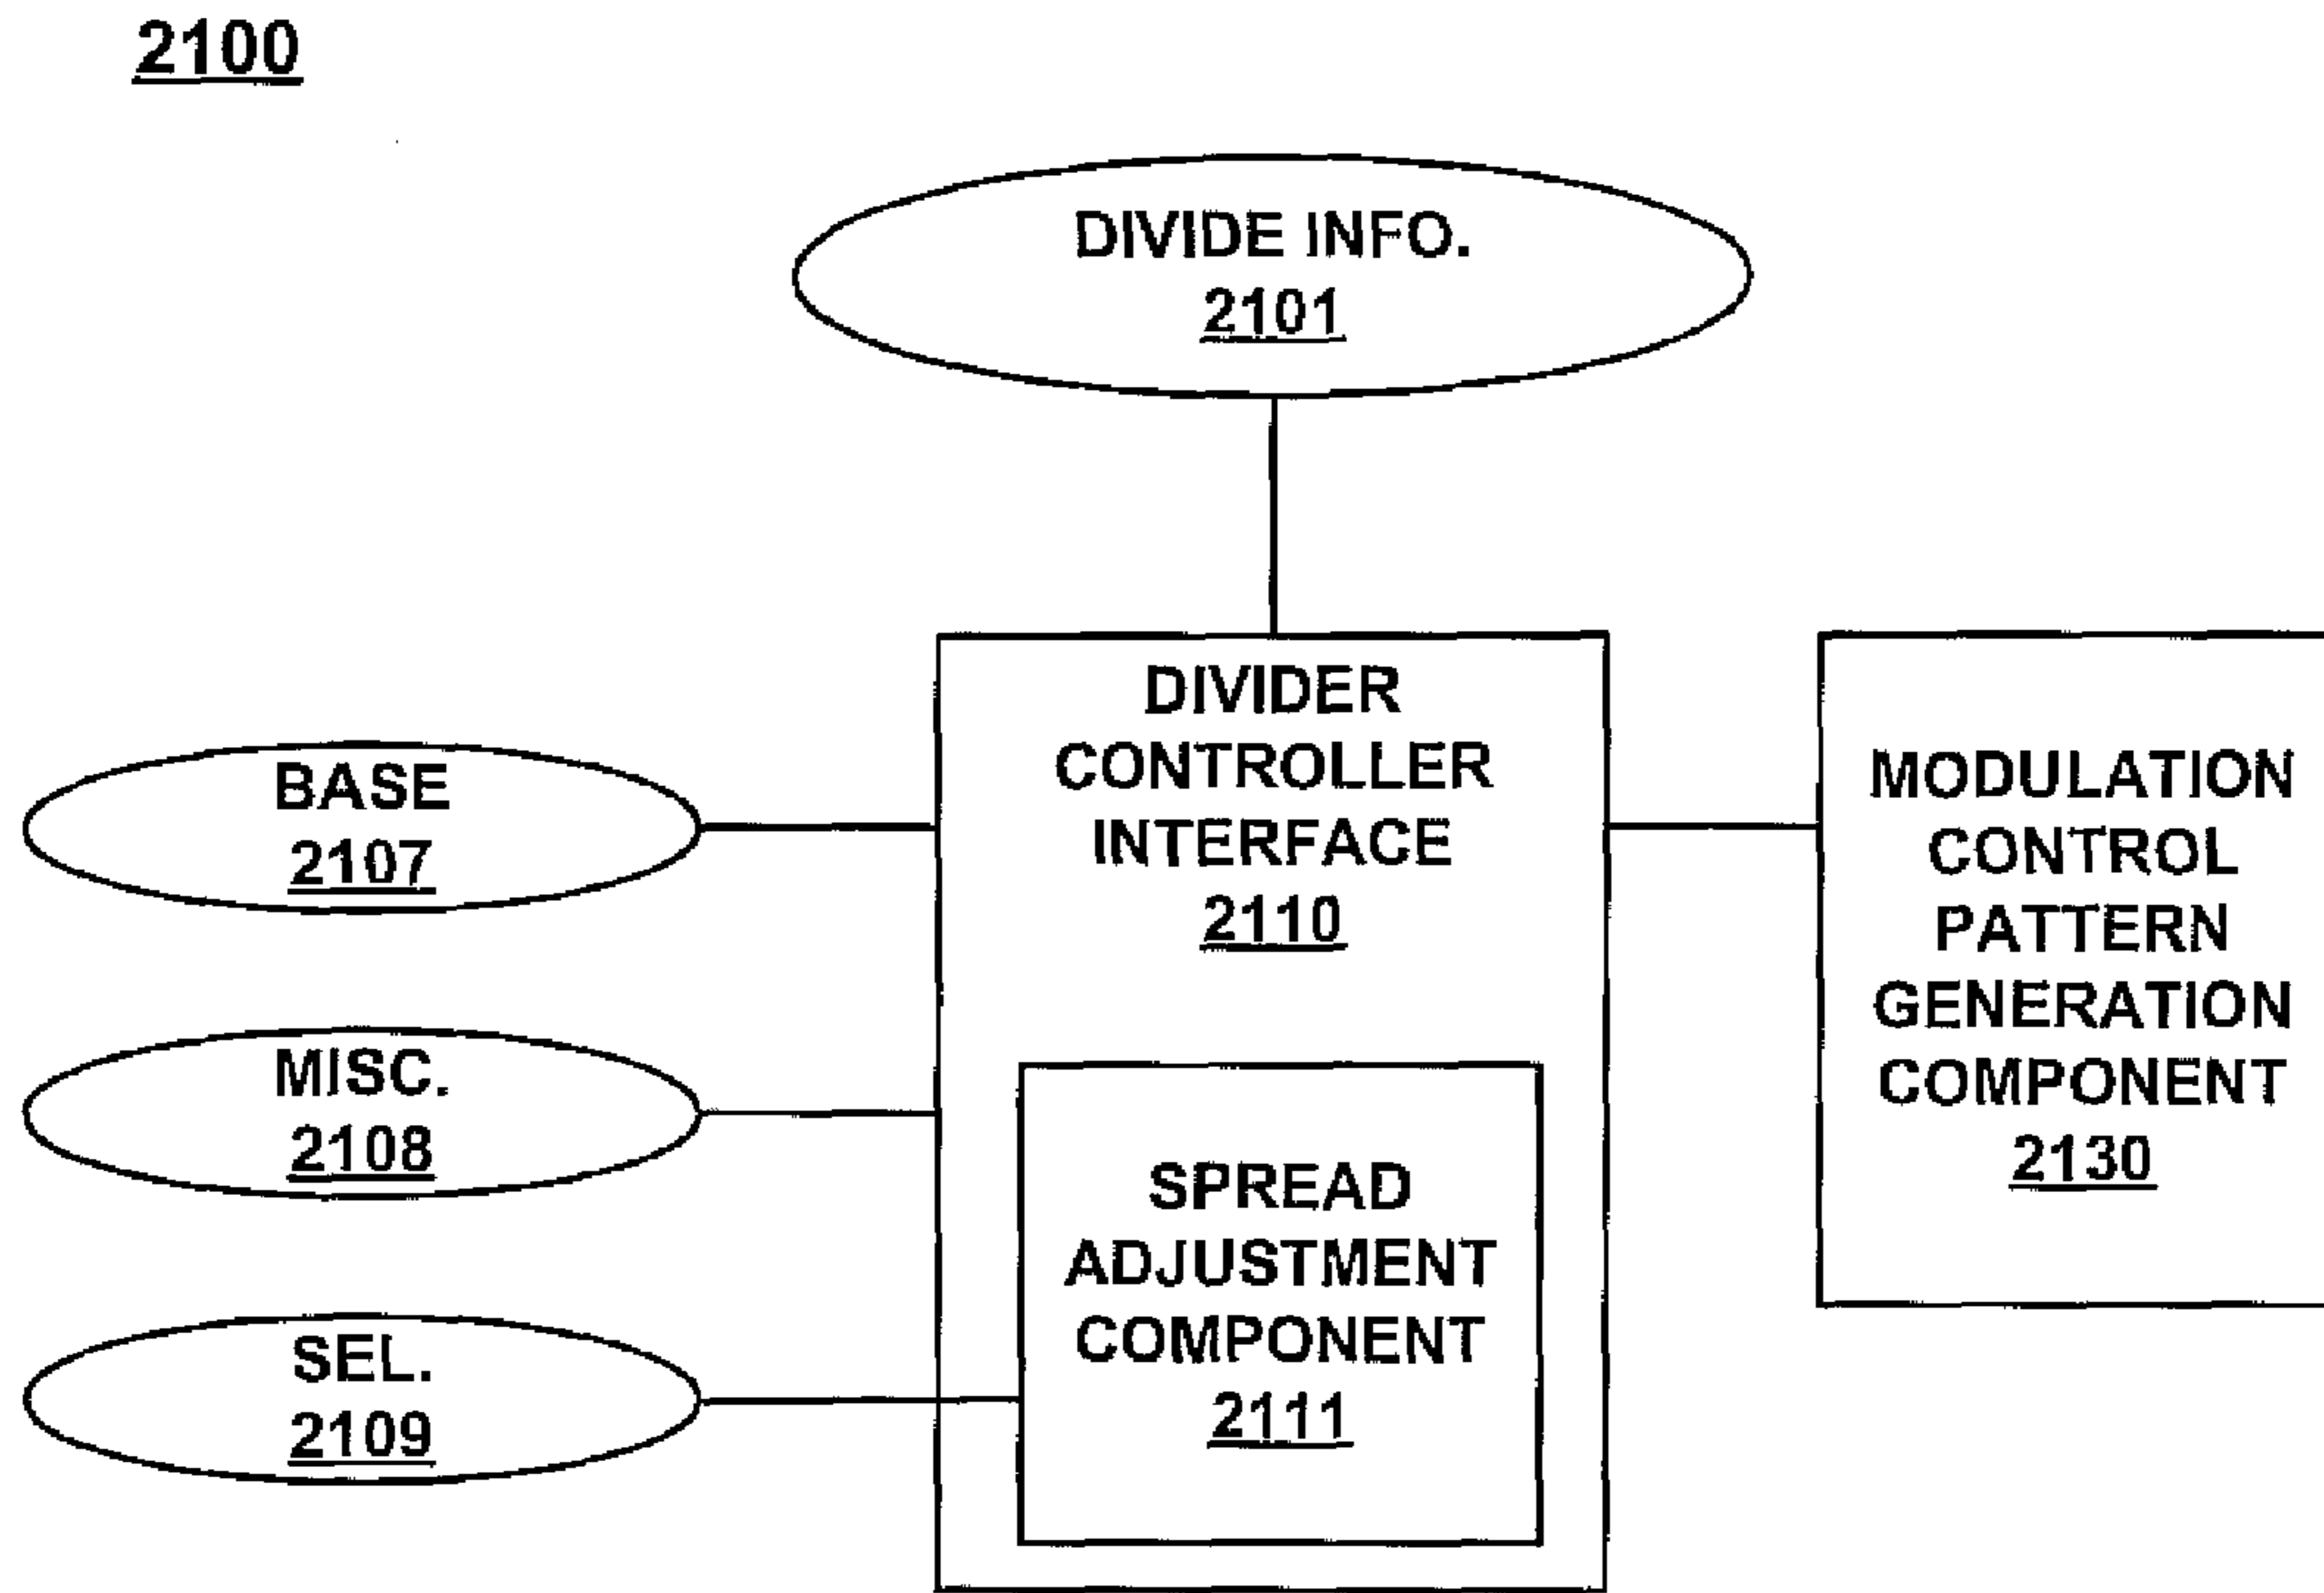 2100
DIVIDE INFO.
2101
DIVIDER
CONTROLLER
INTERFACE
2110
BASE
2107
MISC.
2108
SEL.
2109
SPREAD
ADJUSTMENT
COMPONENT
2111
MODULATION
CONTROL
PATTERN
GENERATION
COMPONENT
2130